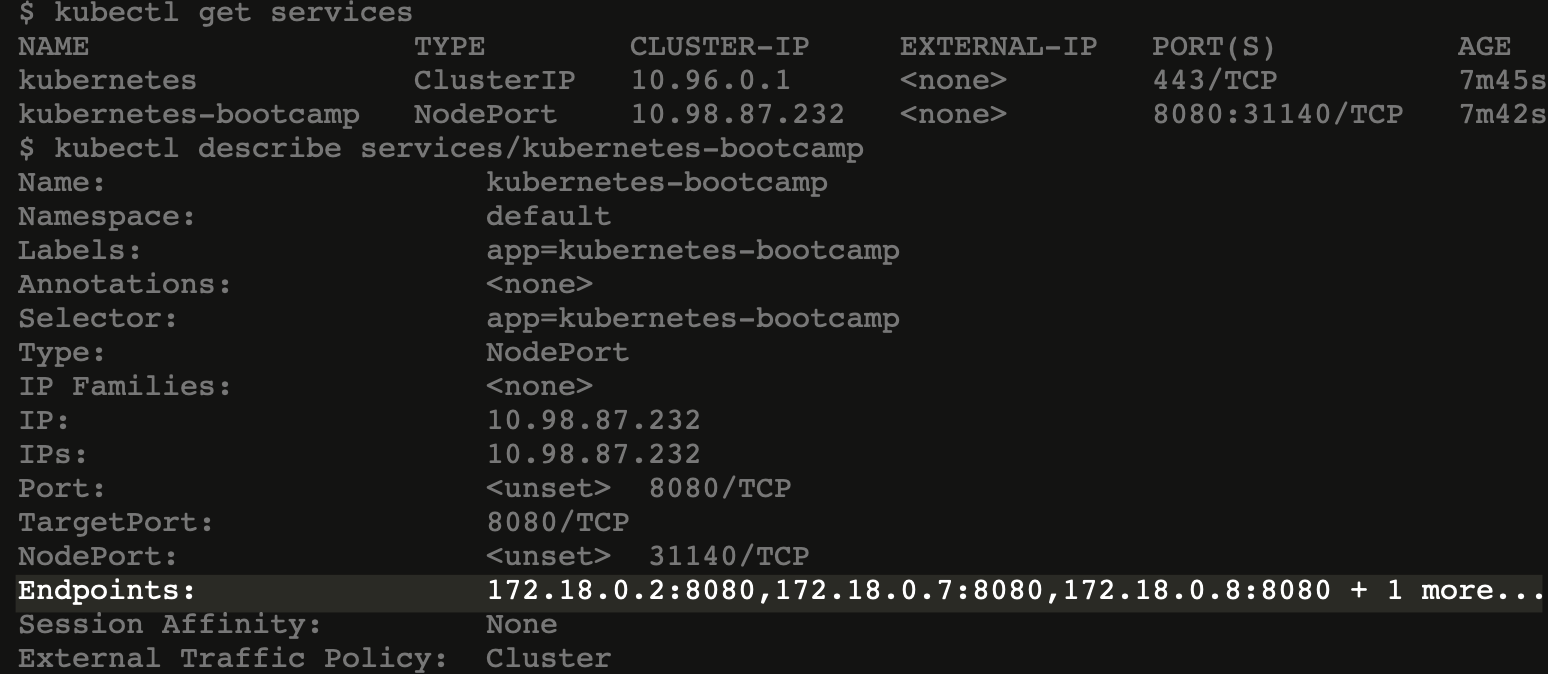 $ kubectl get services
NAME                  TYPE        CLUSTER-IP     EXTERNAL-IP   PORT(S)          AGE
kubernetes            ClusterIP   10.96.0.1      <none>        443/TCP          7m45s
kubernetes-bootcamp   NodePort    10.98.87.232   <none>        8080:31140/TCP   7m42s
$ kubectl describe services/kubernetes-bootcamp
Name:                     kubernetes-bootcamp
Namespace:                default
Labels:                   app=kubernetes-bootcamp
Annotations:              <none>
Selector:                 app=kubernetes-bootcamp
Type:                     NodePort
IP Families:              <none>
IP:                       10.98.87.232
IPs:                      10.98.87.232
Port:                     <unset>  8080/TCP
TargetPort:               8080/TCP
NodePort:                 <unset>  31140/TCP
Endpoints:                172.18.0.2:8080,172.18.0.7:8080,172.18.0.8:8080 + 1 more...
Session Affinity:         None
External Traffic Policy:  Cluster